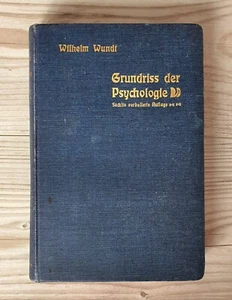 Wilhelm Wundt
Grundriss der
Psychologie
Sechste verbesserte Auflage